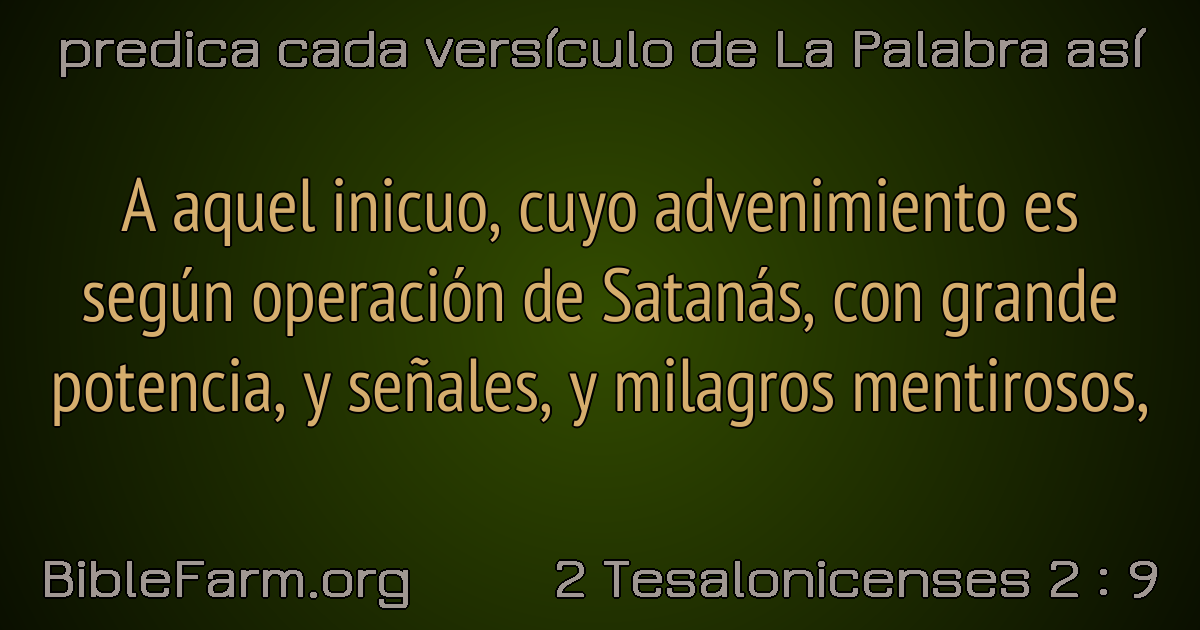 predica cada versículo de La Palabra así
A aquel inicuo, cuyo advenimiento es
según operación de Satanás, con grande
potencia, y señales, y milagros mentirosos,
BibleFarm.org
2 Tesalonicenses 2 : 9